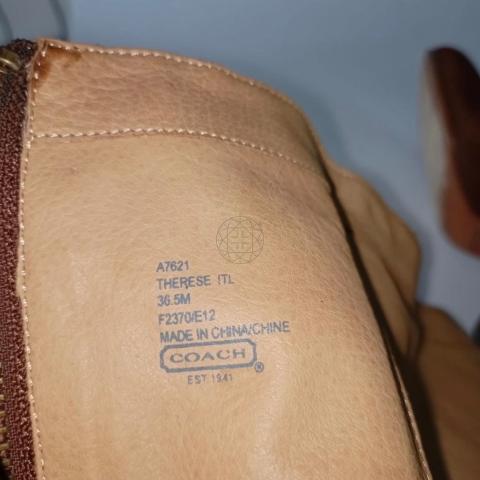 A7621
THERESE ITL
36.5M
F2370/E12
MADE IN CHINA/CHINE
COACH®
EST 1941